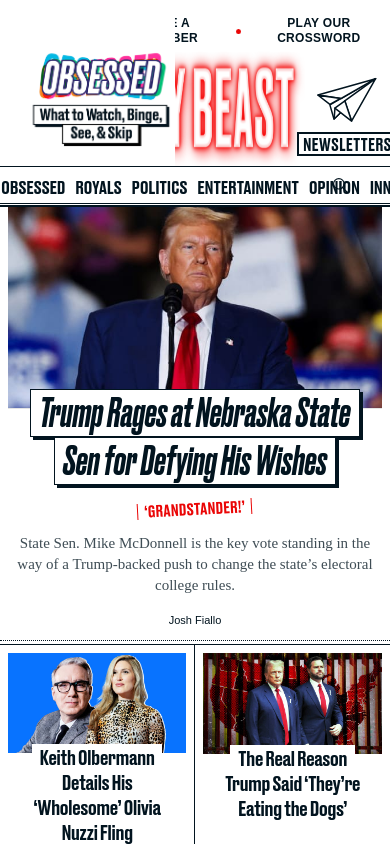 E A
BER
PLAY OUR
CROSSWORD
OBSESSED
What to Watch, Binge,
See, & Skip
Y BEAST
NEWSLETTERS
OBSESSED ROYALS POLITICS ENTERTAINMENT OPINION INN
Trump Rages at Nebraska State
Sen for Defying His Wishes
‘GRANDSTANDER!’
State Sen. Mike McDonnell is the key vote standing in the
way of a Trump-backed push to change the state’s electoral
college rules.
Josh Fiallo
Keith Olbermann
Details His
‘Wholesome’ Olivia
Nuzzi Fling
The Real Reason
Trump Said ‘They’re
Eating the Dogs’